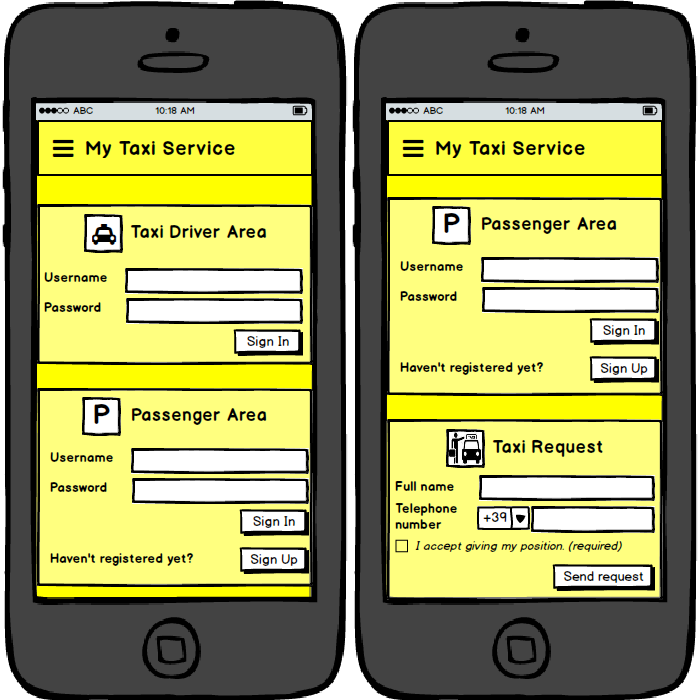 ABC 10:18 AM
My Taxi Service
Taxi Driver Area
Username
Password
Sign In
P Passenger Area
Username
Password
Sign In
Haven't registered yet? Sign Up
ABC 10:18 AM
My Taxi Service
P Passenger Area
Username
Password
Sign In
Haven't registered yet? Sign Up
Taxi Request
Full name
Telephone
number
+39
I accept giving my position. (required)
Send request